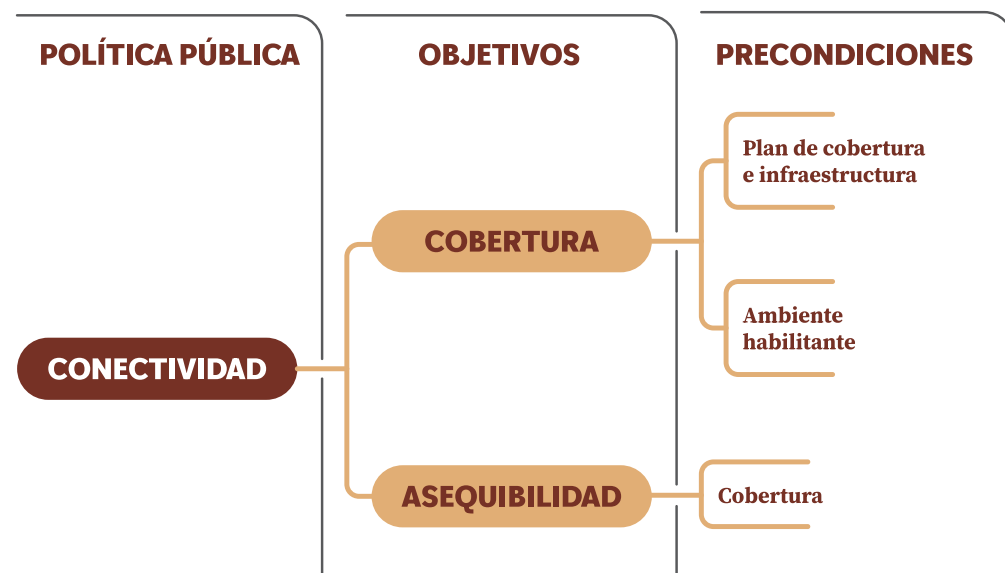 POLÍTICA PÚBLICA
OBJETIVOS
PRECONDICIONES
Plan de cobertura
e infraestructura
COBERTURA
Ambiente
habilitante
CONECTIVIDAD
ASEQUIBILIDAD
Cobertura